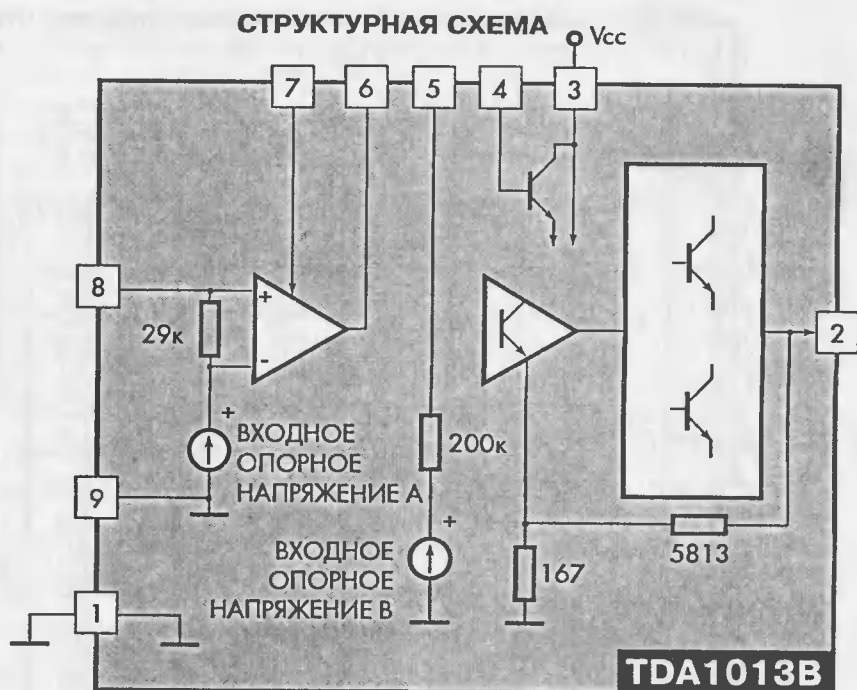 СТРУКТУРНАЯ СХЕМА
Vcc
7 6 5 4 3
8
29к
+
-
2
+
ВХОДНОЕ
ОПОРНОЕ
НАПРЯЖЕНИЕ А
200к
9
+
5813
ВХОДНОЕ
ОПОРНОЕ
НАПРЯЖЕНИЕ В
167
1
TDA1013B